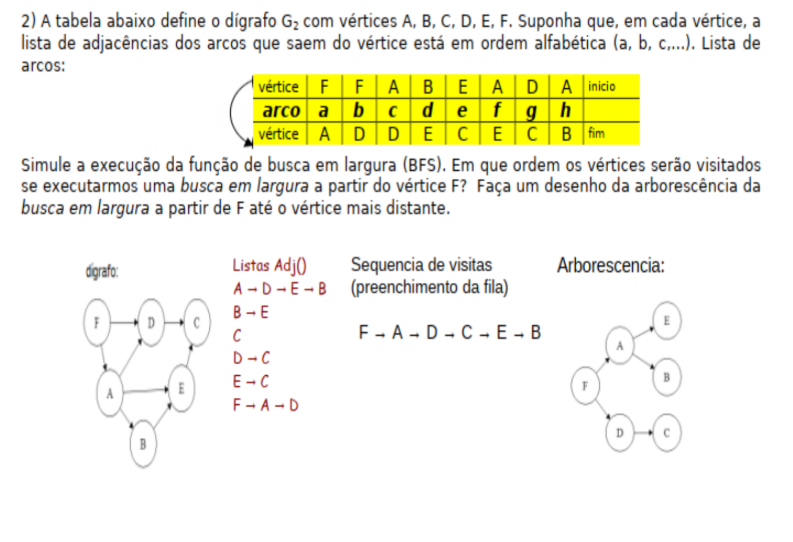 2) A tabela abaixo define o dígrafo G₂ com vértices A, B, C, D, E, F. Suponha que, em cada vértice, a
lista de adjacências dos arcos que saem do vértice está em ordem alfabética (a, b, c,...). Lista de
arcos:
vértice F F A B E A D A inicio
arco a b c d e f g h
vértice A D D E C E C B fim
Simule a execução da função de busca em largura (BFS). Em que ordem os vértices serão visitados
se executarmos uma busca em largura a partir do vértice F? Faça um desenho da arborescência da
busca em largura a partir de F até o vértice mais distante.
dígrafo:
F D C
A E
B
Listas Adj()
A → D → E → B
B → E
C
D → C
E → C
F → A → D
Sequencia de visitas
(preenchimento da fila)
F → A → D → C → E → B
Arborescencia:
E
A
B
F
D C